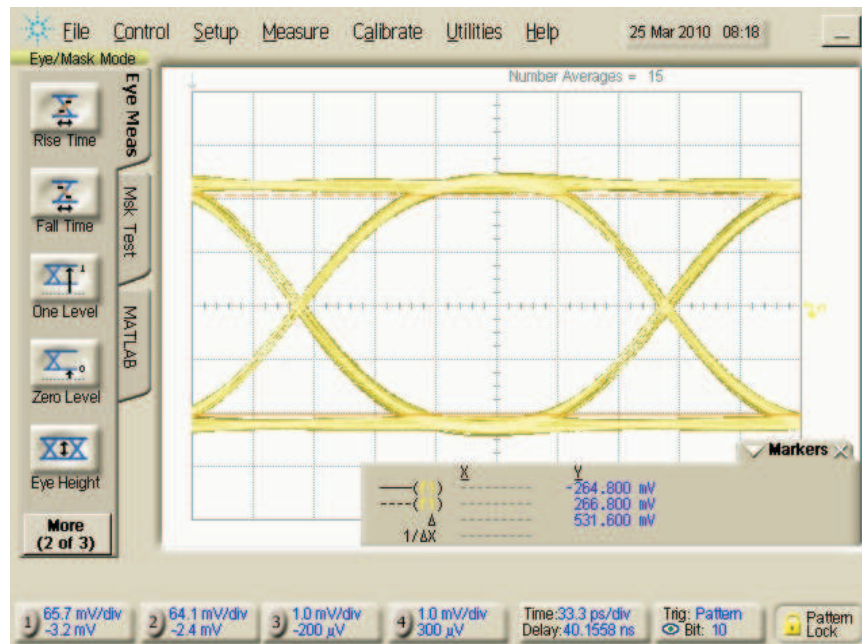 File Control Setup Measure Calibrate Utilities Help 25 Mar 2010 08:18
Eye/Mask Mode
Number Averages = 15
Eye Meas
Msk Test
MATLAB
Rise Time
Fall Time
One Level
Zero Level
Eye Height
More
(2 of 3)
Markers
X Y
-264.800 mV
266.800 mV
Δ 531.600 mV
1/ΔX
1 65.7 mV/div
-3.2 mV
2 64.1 mV/div
-2.4 mV
3 1.0 mV/div
-200 µV
4 1.0 mV/div
300 µV
Time:33.3 ps/div
Delay:40.1558 ns
Trig: Pattern
Bit: 10
Pattern
Lock